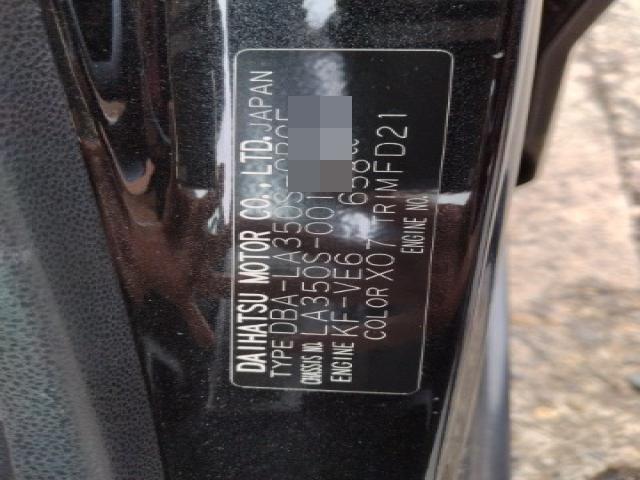 DAIHATSU MOTOR CO., LTD. JAPAN
TYPE DBA-LA350S-
CHASSIS NO. LA350S-001
ENGINE KF-VE6 658
COLOR X07 TRIM FD21
ENGINE NO.